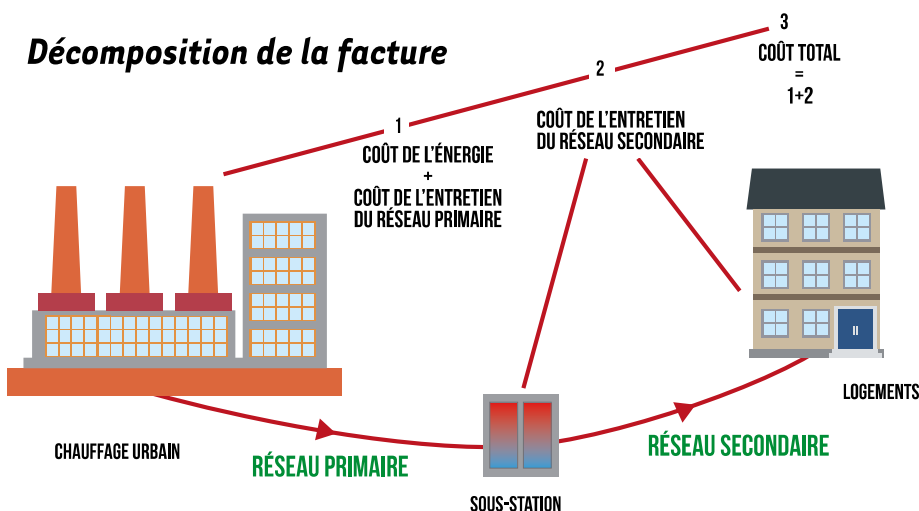 Décomposition de la facture
1
COÛT DE L'ÉNERGIE
+
COÛT DE L'ENTRETIEN
DU RÉSEAU PRIMAIRE
2
COÛT DE L'ENTRETIEN
DU RÉSEAU SECONDAIRE
3
COÛT TOTAL
=
1+2
CHAUFFAGE URBAIN
RÉSEAU PRIMAIRE
SOUS-STATION
RÉSEAU SECONDAIRE
LOGEMENTS